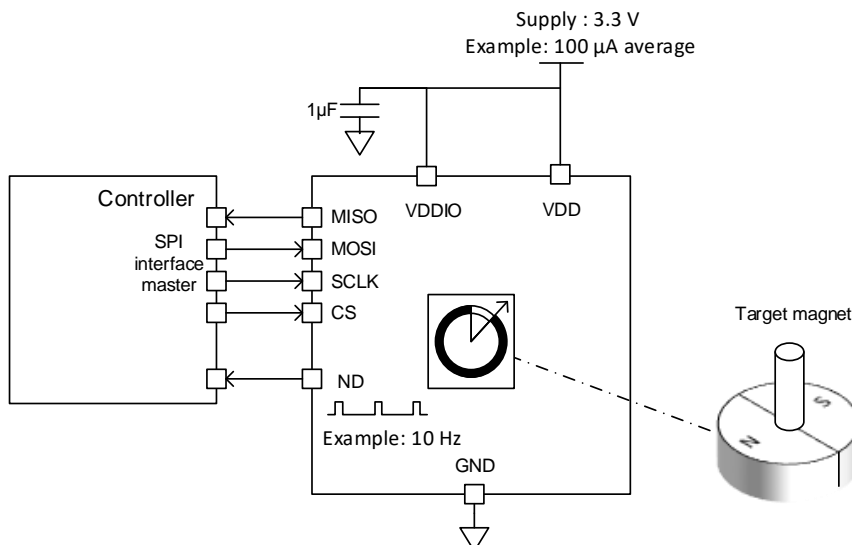 Supply : 3.3 V
Example: 100 µA average
1µF
Controller
MISO
VDDIO
VDD
SPI
interface
master
MOSI
SCLK
CS
Target magnet
ND
Example: 10 Hz
GND
N
S